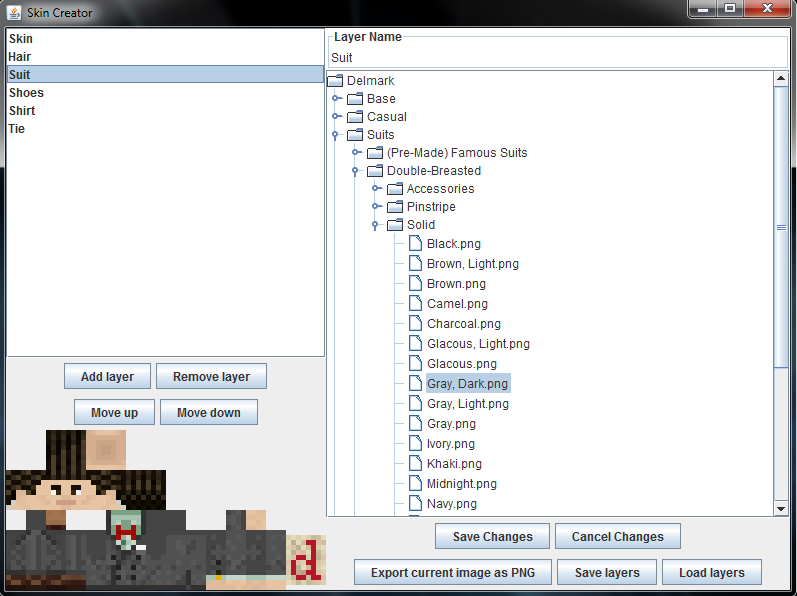 Skin Creator
Skin
Hair
Suit
Shoes
Shirt
Tie
Layer Name
Suit
Delmark
Base
Casual
Suits
(Pre-Made) Famous Suits
Double-Breasted
Accessories
Pinstripe
Solid
Black.png
Brown, Light.png
Brown.png
Camel.png
Charcoal.png
Glacous, Light.png
Glacous.png
Gray, Dark.png
Gray, Light.png
Gray.png
Ivory.png
Khaki.png
Midnight.png
Navy.png
Add layer
Remove layer
Move up
Move down
Save Changes
Cancel Changes
Export current image as PNG
Save layers
Load layers